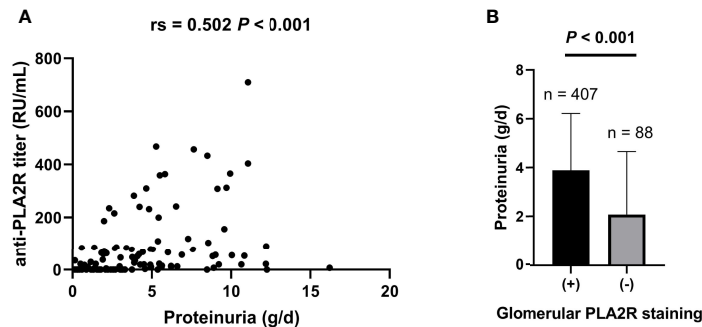 A
rs = 0.502 P < 0.001
anti-PLA2R titer (RU/mL)
800
600
400
200
0
0 5 10 15 20
Proteinuria (g/d)
B
P < 0.001
Proteinuria (g/d)
8
6
4
2
0
n = 407
n = 88
(+) (-)
Glomerular PLA2R staining